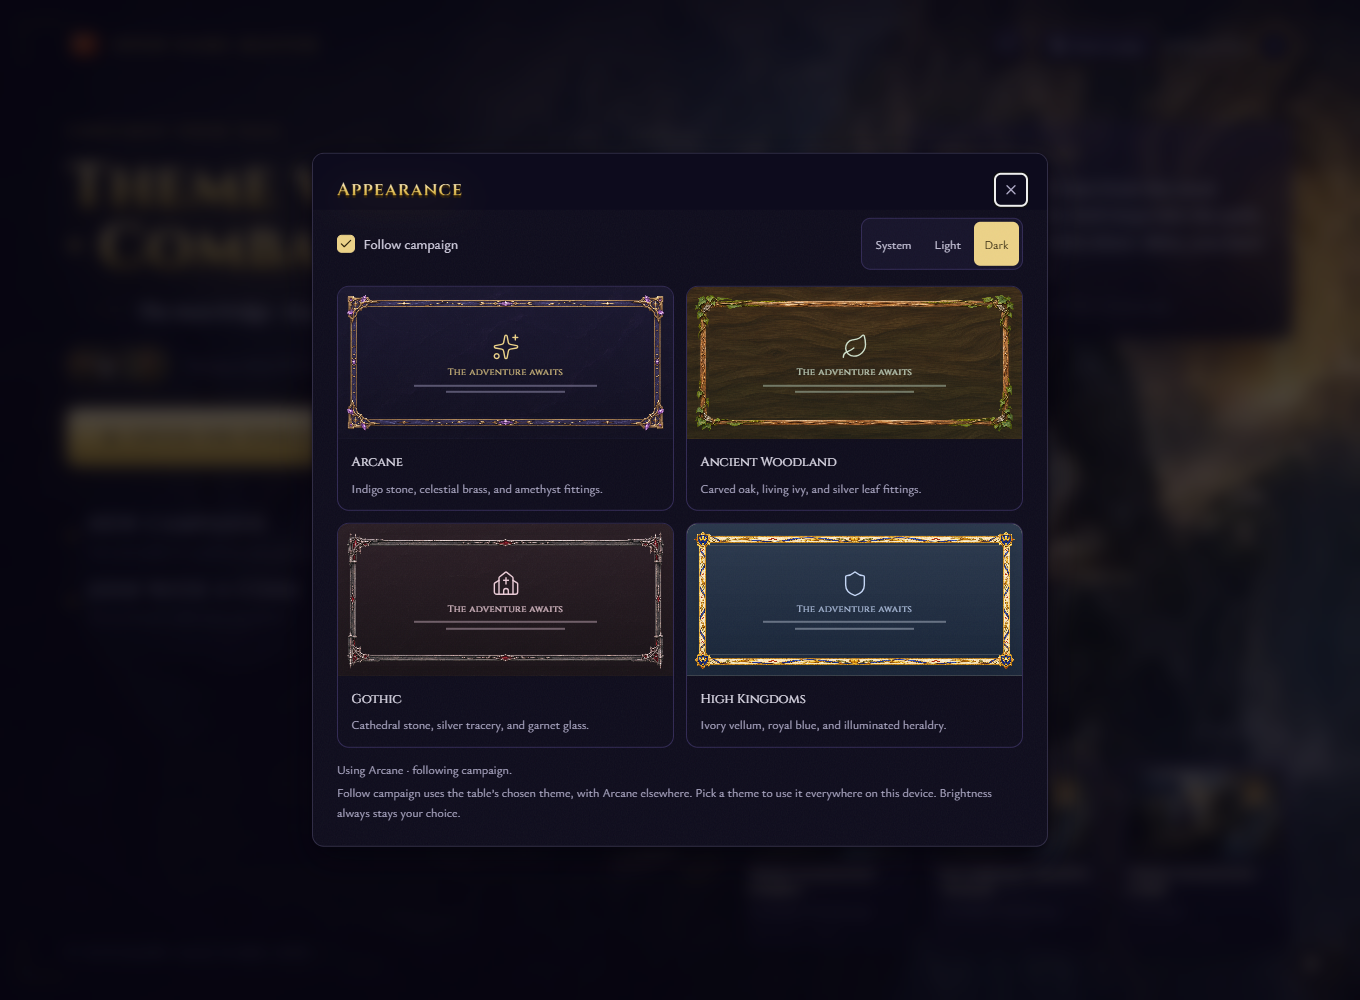 Theme
· Comb
Appearance
Follow campaign
System Light Dark
The adventure awaits
Arcane
Indigo stone, celestial brass, and amethyst fittings.
The adventure awaits
Ancient Woodland
Carved oak, living ivy, and silver leaf fittings.
The adventure awaits
Gothic
Cathedral stone, silver tracery, and garnet glass.
The adventure awaits
High Kingdoms
Ivory vellum, royal blue, and illuminated heraldry.
Using Arcane · following campaign.
Follow campaign uses the table's chosen theme, with Arcane elsewhere. Pick a theme to use it everywhere on this device. Brightness
always stays your choice.